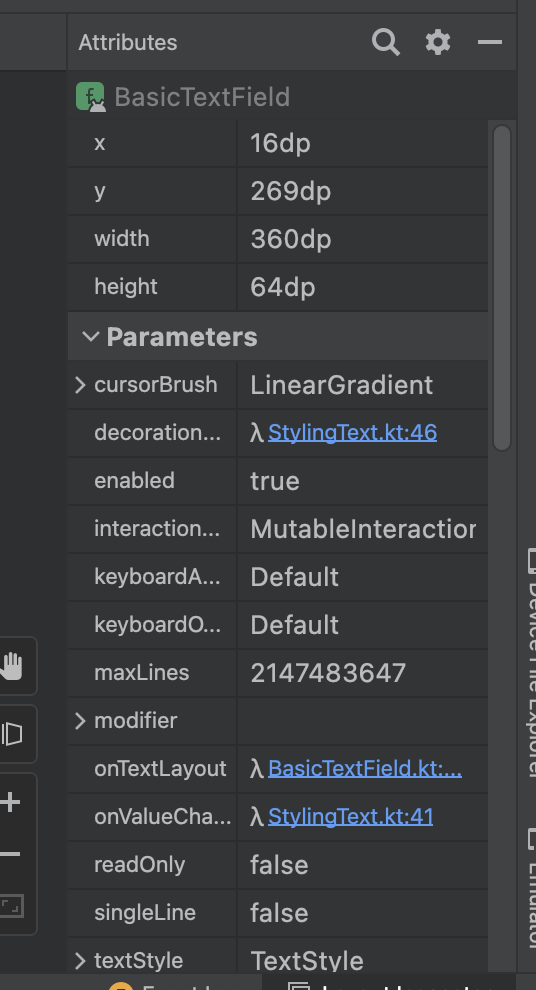 Attributes
BasicTextField
x 16dp
y 269dp
width 360dp
height 64dp
Parameters
cursorBrush LinearGradient
decoration... λ StylingText.kt:46
enabled true
interaction... MutableInteraction
keyboardA... Default
keyboardO... Default
maxLines 2147483647
modifier
onTextLayout λ BasicTextField.kt:...
onValueCha... λ StylingText.kt:41
readOnly false
singleLine false
textStyle TextStyle
Device File Explorer
Emulator